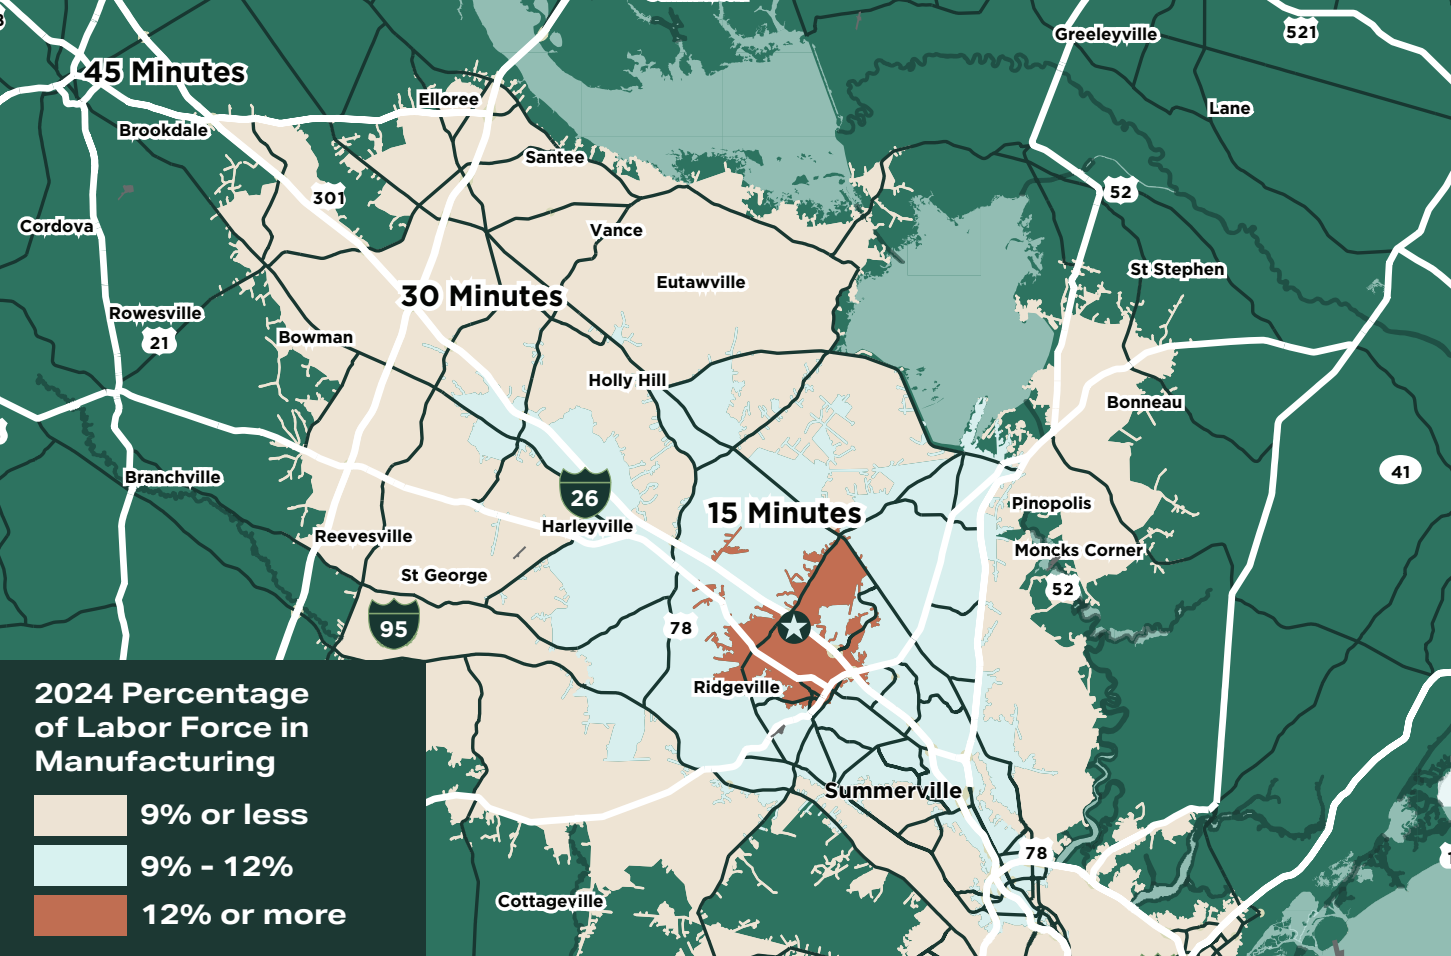 Greeleyville
521
45 Minutes
Elloree
Lane
Brookdale
Santee
301
52
Cordova
Vance
St Stephen
Eutawville
30 Minutes
Rowesville
21
Bowman
Holly Hill
Bonneau
41
Branchville
26
Pinopolis
15 Minutes
Harleyville
Reevesville
Moncks Corner
St George
52
95
78
Ridgeville
2024 Percentage
of Labor Force in
Manufacturing
Summerville
9% or less
78
9% - 12%
Cottageville
12% or more